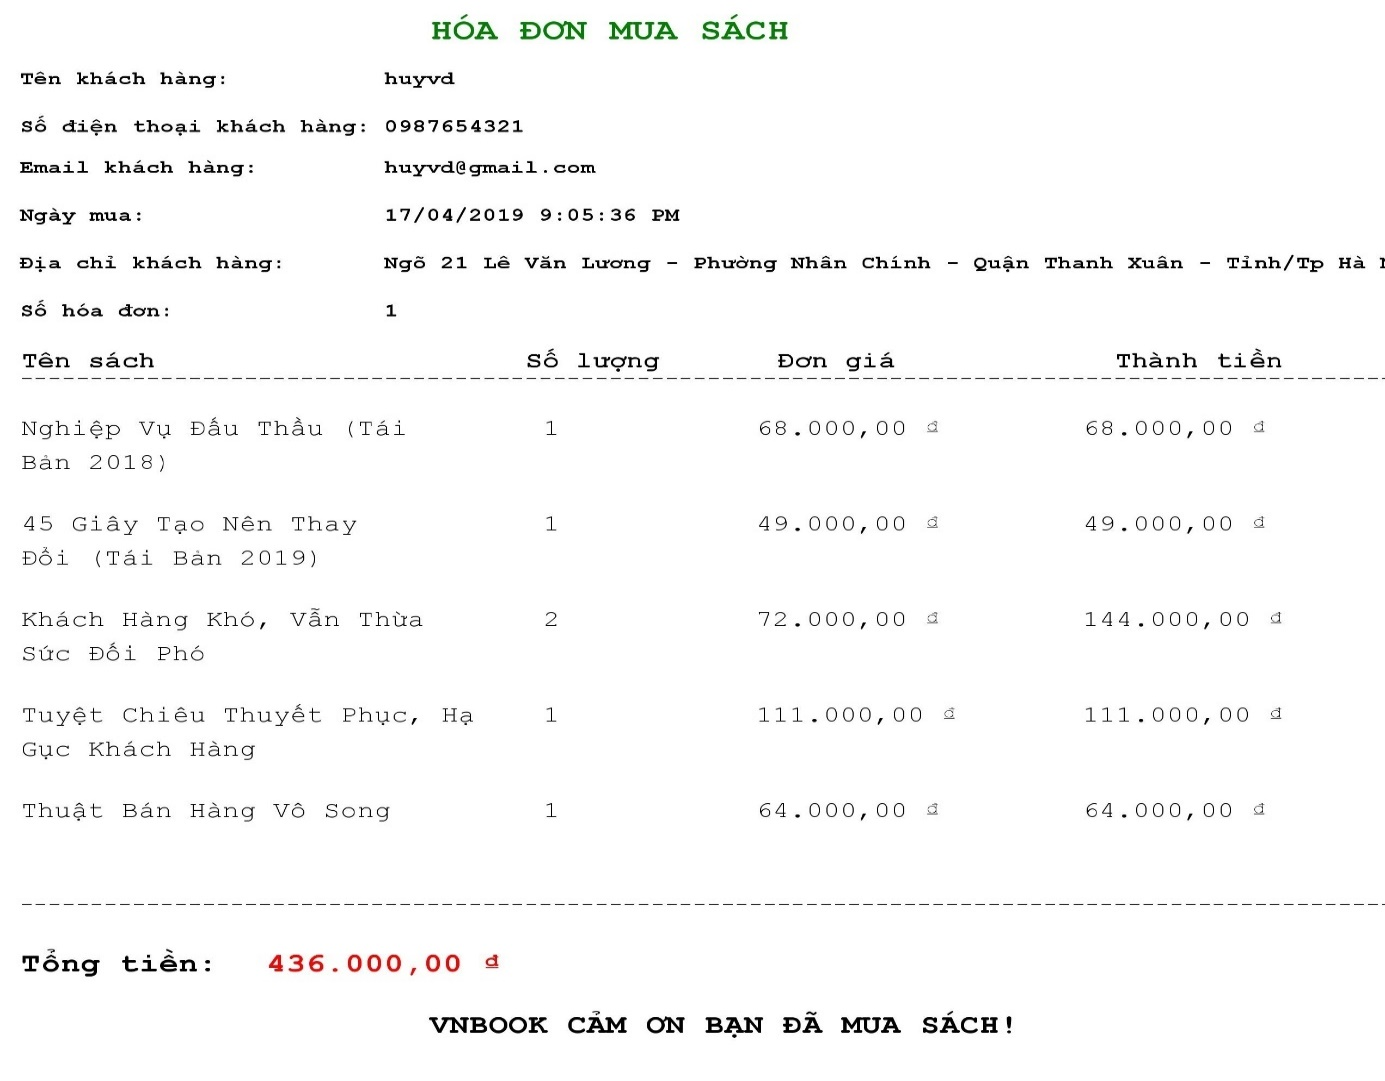 HÓA ĐƠN MUA SÁCH
Tên khách hàng: huyvd
Số điện thoại khách hàng: 0987654321
Email khách hàng: huyvd@gmail.com
Ngày mua: 17/04/2019 9:05:36 PM
Địa chỉ khách hàng: Ngõ 21 Lê Văn Lương - Phường Nhân Chính - Quận Thanh Xuân - Tỉnh/Tp Hà
Số hóa đơn: 1
Tên sách Số lượng Đơn giá Thành tiền
Nghiệp Vụ Đấu Thầu (Tái 1 68.000,00 ₫ 68.000,00 ₫
Bản 2018)
45 Giây Tạo Nên Thay 1 49.000,00 ₫ 49.000,00 ₫
Đổi (Tái Bản 2019)
Khách Hàng Khó, Vẫn Thừa 2 72.000,00 ₫ 144.000,00 ₫
Sức Đối Phó
Tuyệt Chiêu Thuyết Phục, Hạ 1 111.000,00 ₫ 111.000,00 ₫
Gục Khách Hàng
Thuật Bán Hàng Vô Song 1 64.000,00 ₫ 64.000,00 ₫
Tổng tiền: 436.000,00 ₫
VNBOOK CẢM ƠN BẠN ĐÃ MUA SÁCH!